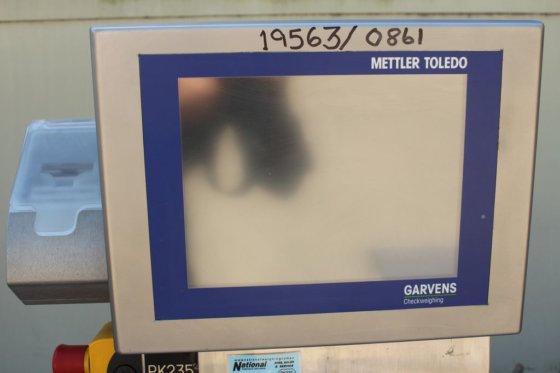 19563/0861
METTLER TOLEDO
GARVENS
Checkweighing
PK235
National